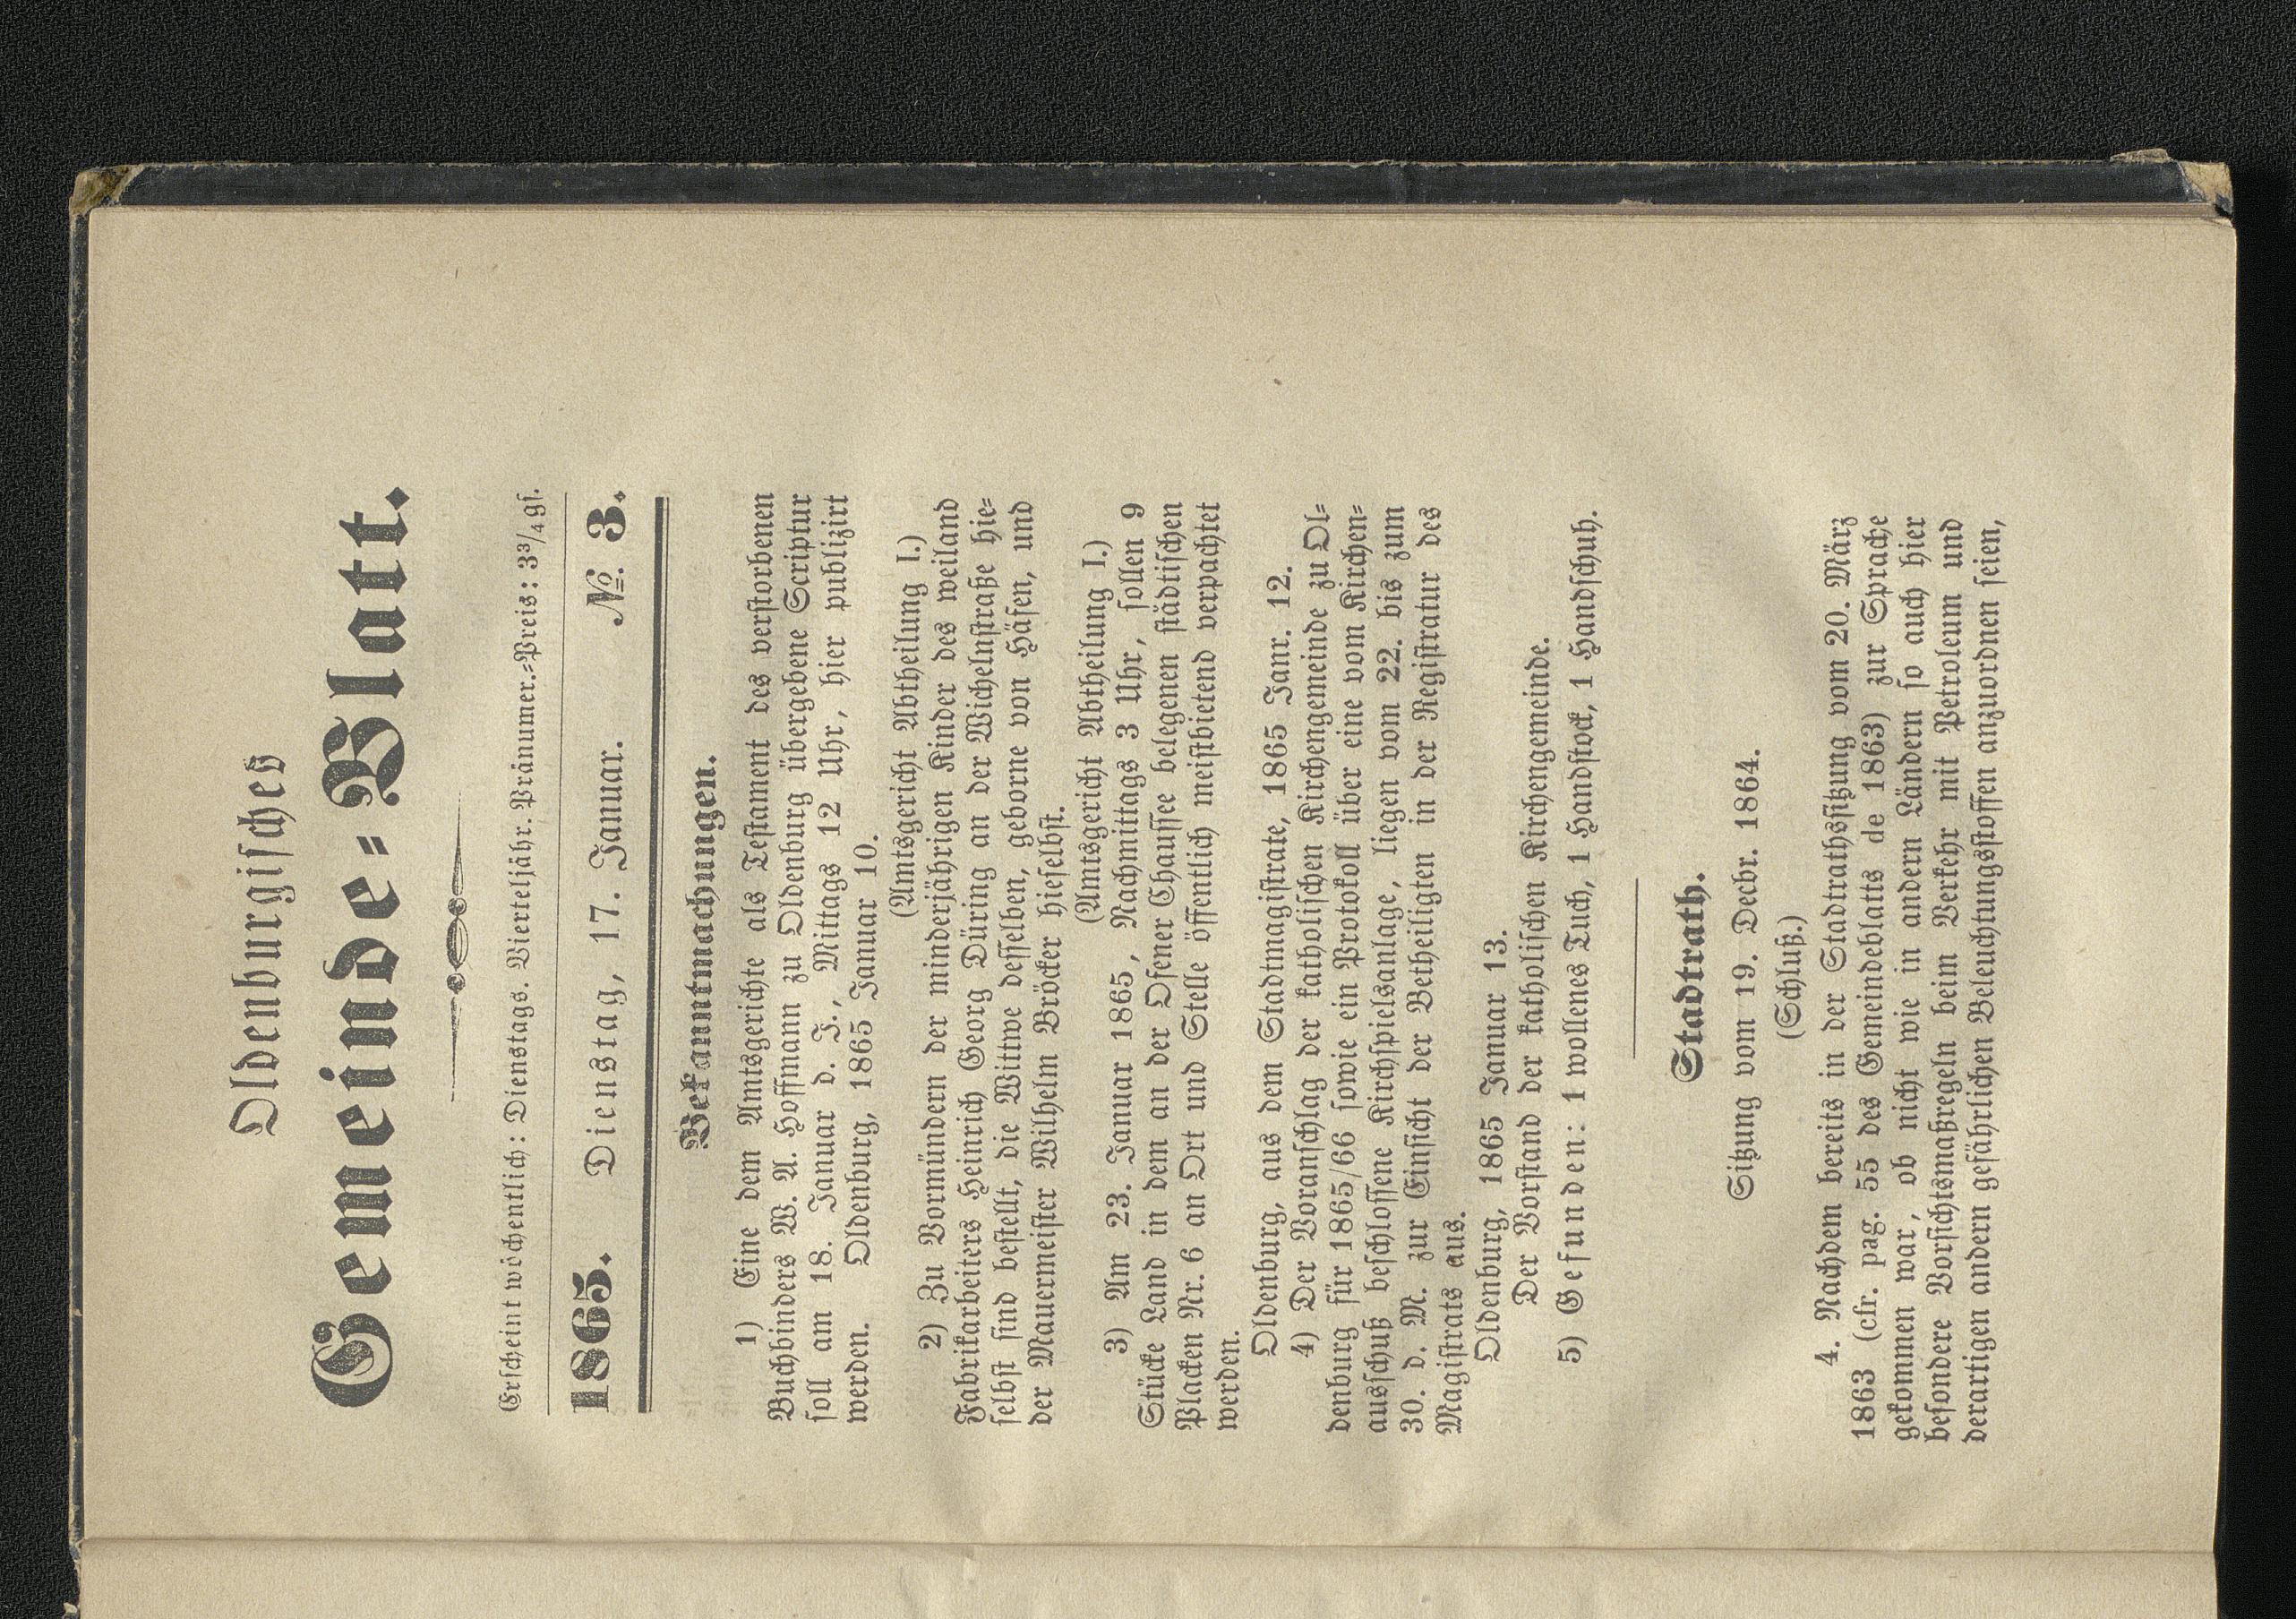 Oldenburgisches
Gemeinde-Blatt.
Erscheint wöchentlich: Dienstags. Vierteljähr. Pränumer.-Preis: 3¾ gs.
1865. Dienstag, 17. Januar. №. 3.
Bekanntmachungen.
1) Eine dem Amtsgerichte als Testament des verstorbenen
Buchbinders W. A. Hoffmann zu Oldenburg übergebene Scriptur
soll am 18. Januar d. J., Mittags 12 Uhr, hier publizirt
werden. Oldenburg, 1865 Januar 10.
(Amtsgericht Abtheilung I.)
2) Zu Vormündern der minderjährigen Kinder des weiland
Fabrikarbeiters Heinrich Georg Düring an der Wichelnstraße hie-
selbst sind bestellt, die Wittwe desselben, geborne von Häfen, und
der Mauermeister Wilhelm Bröcker hieselbst.
(Amtsgericht Abtheilung I.)
3) Am 23. Januar 1865, Nachmittags 3 Uhr, sollen 9
Stücke Land in dem an der Ofener Chaussee belegenen städtischen
Placken Nr. 6 an Ort und Stelle öffentlich meistbietend verpachtet
werden.
Oldenburg, aus dem Stadtmagistrate, 1865 Janr. 12.
4) Der Voranschlag der katholischen Kirchengemeinde zu Ol-
denburg für 1865/66 sowie ein Protokoll über eine vom Kirchen-
ausschuß beschlossene Kirchspielsanlage, liegen vom 22. bis zum
30. d. M. zur Einsicht der Betheiligten in der Registratur des
Magistrats aus.
Oldenburg, 1865 Januar 13.
Der Vorstand der katholischen Kirchengemeinde.
5) Gefunden: 1 wollenes Tuch, 1 Handstock, 1 Handschuh.
Stadtrath.
Sitzung vom 19. Decbr. 1864.
(Schluß.)
4. Nachdem bereits in der Stadtrathssitzung vom 20. März
1863 (cfr. pag. 55 des Gemeindeblatts de 1863) zur Sprache
gekommen war, ob nicht wie in andern Ländern so auch hier
besondere Vorsichtsmaßregeln beim Verkehr mit Petroleum und
derartigen andern gefährlichen Beleuchtungsstoffen anzuordnen seien,